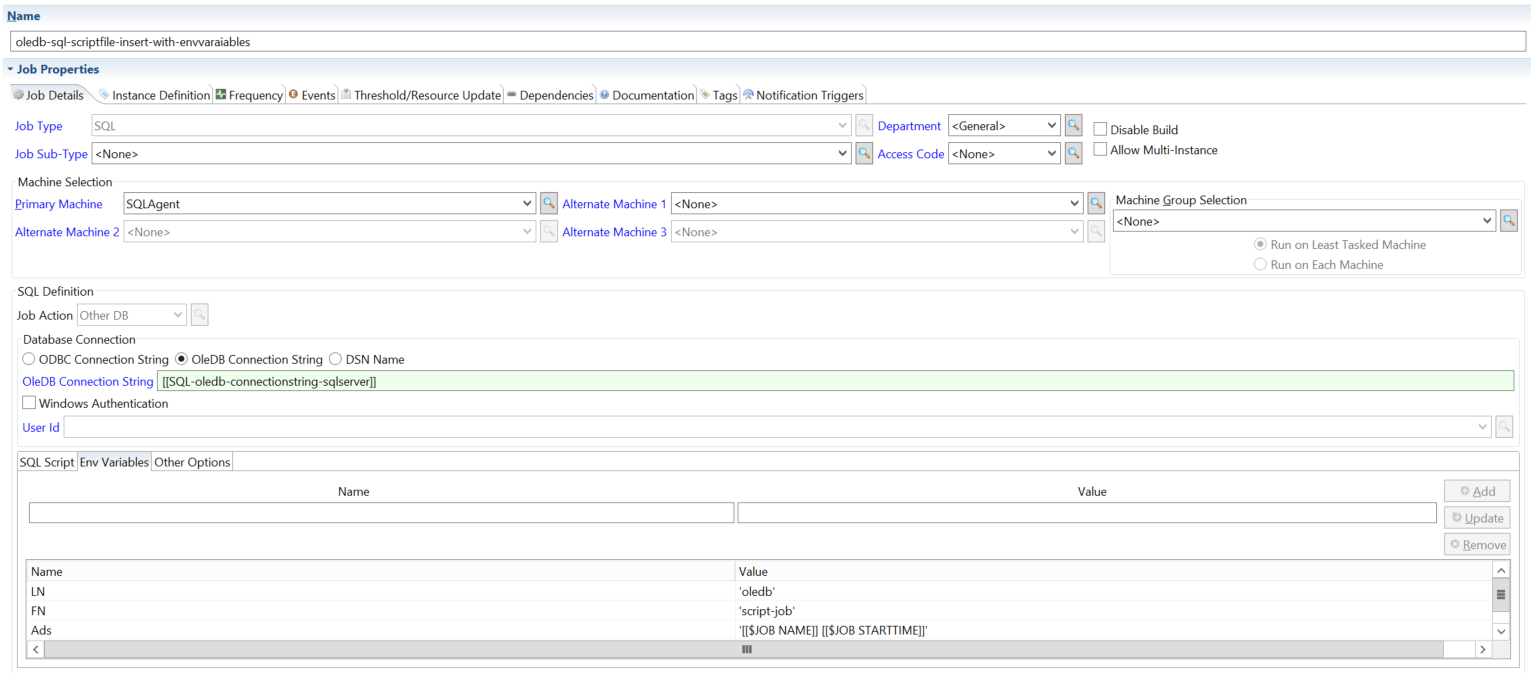 Name
oledb-sql-scriptfile-insert-with-envvaraiables
Job Properties
Job Details Instance Definition Frequency Events Threshold/Resource Update Dependencies Documentation Tags Notification Triggers
Job Type SQL Department <General> Disable Build
Job Sub-Type <None> Access Code <None> Allow Multi-Instance
Machine Selection
Primary Machine SQLAgent Alternate Machine 1 <None> Machine Group Selection
Alternate Machine 2 <None> Alternate Machine 3 <None> <None>
Run on Least Tasked Machine
Run on Each Machine
SQL Definition
Job Action Other DB
Database Connection
ODBC Connection String OleDB Connection String DSN Name
OleDB Connection String [[SQL-oledb-connectionstring-sqlserver]]
Windows Authentication
User Id
SQL Script Env Variables Other Options
Name Value Add
Update
Remove
Name Value
LN 'oledb'
FN 'script-job'
Ads '[[$JOB NAME]] [[$JOB STARTTIME]]'